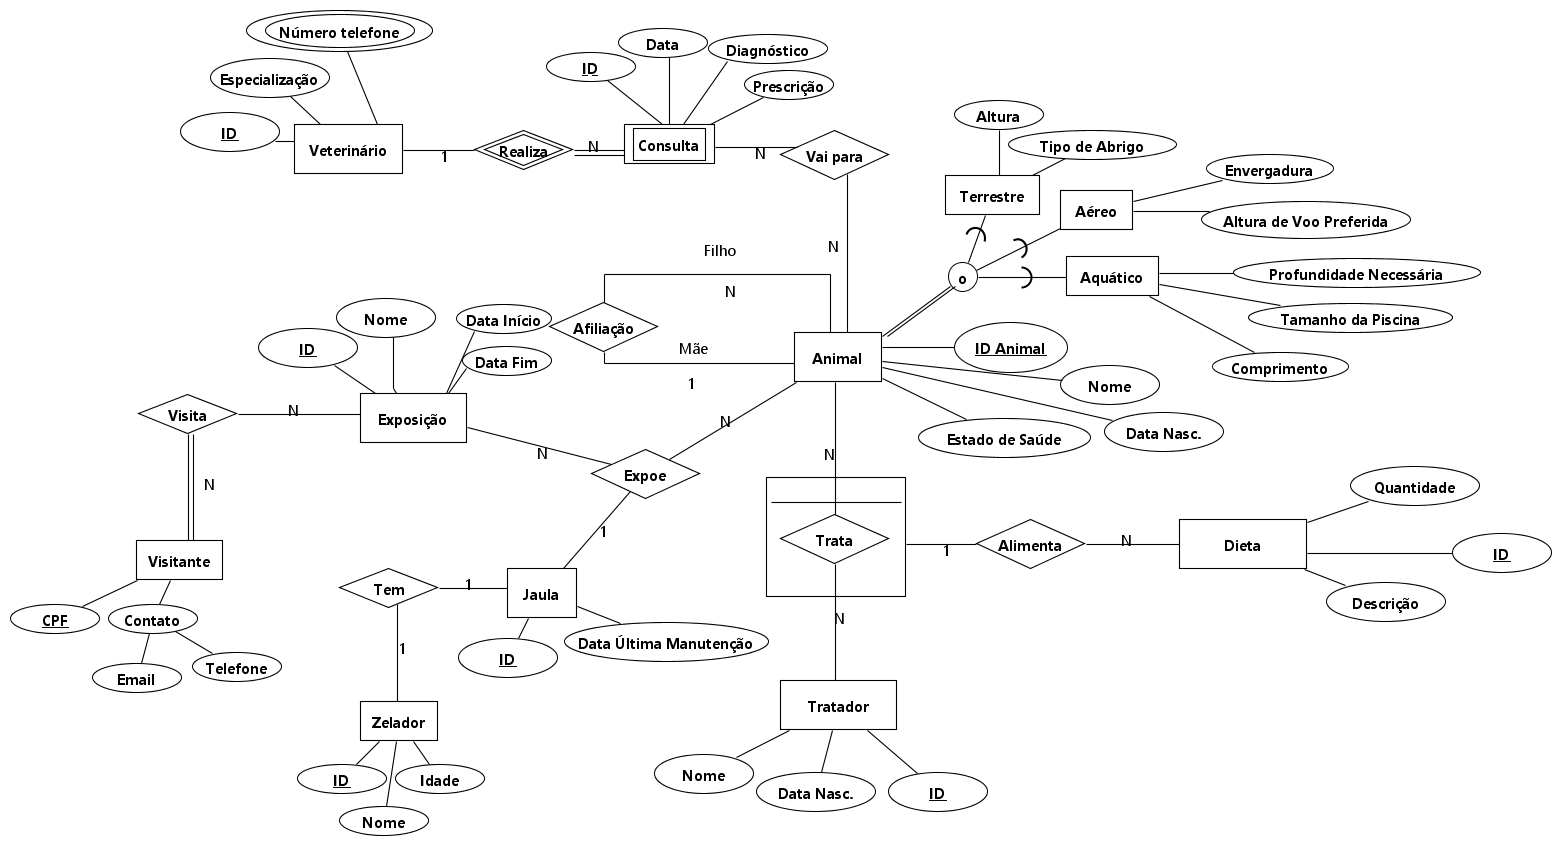 Número telefone
Especialização
ID
Veterinário
1
Realiza
N
ID
Data
Diagnóstico
Prescrição
Consulta
N
Vai para
N
Altura
Tipo de Abrigo
Terrestre
Envergadura
Aéreo
Altura de Voo Preferida
o
Aquático
Profundidade Necessária
Tamanho da Piscina
Comprimento
Filho
N
Afiliação
Mãe
1
Animal
ID Animal
Nome
Data Nasc.
Estado de Saúde
ID
Nome
Data Início
Data Fim
Exposição
N
Visita
N
Visitante
CPF
Contato
Email
Telefone
N
N
Expoe
1
Jaula
ID
Data Última Manutenção
1
Tem
1
Zelador
ID
Idade
Nome
N
Trata
N
1
Alimenta
N
Dieta
Quantidade
ID
Descrição
Tratador
Nome
Data Nasc.
ID